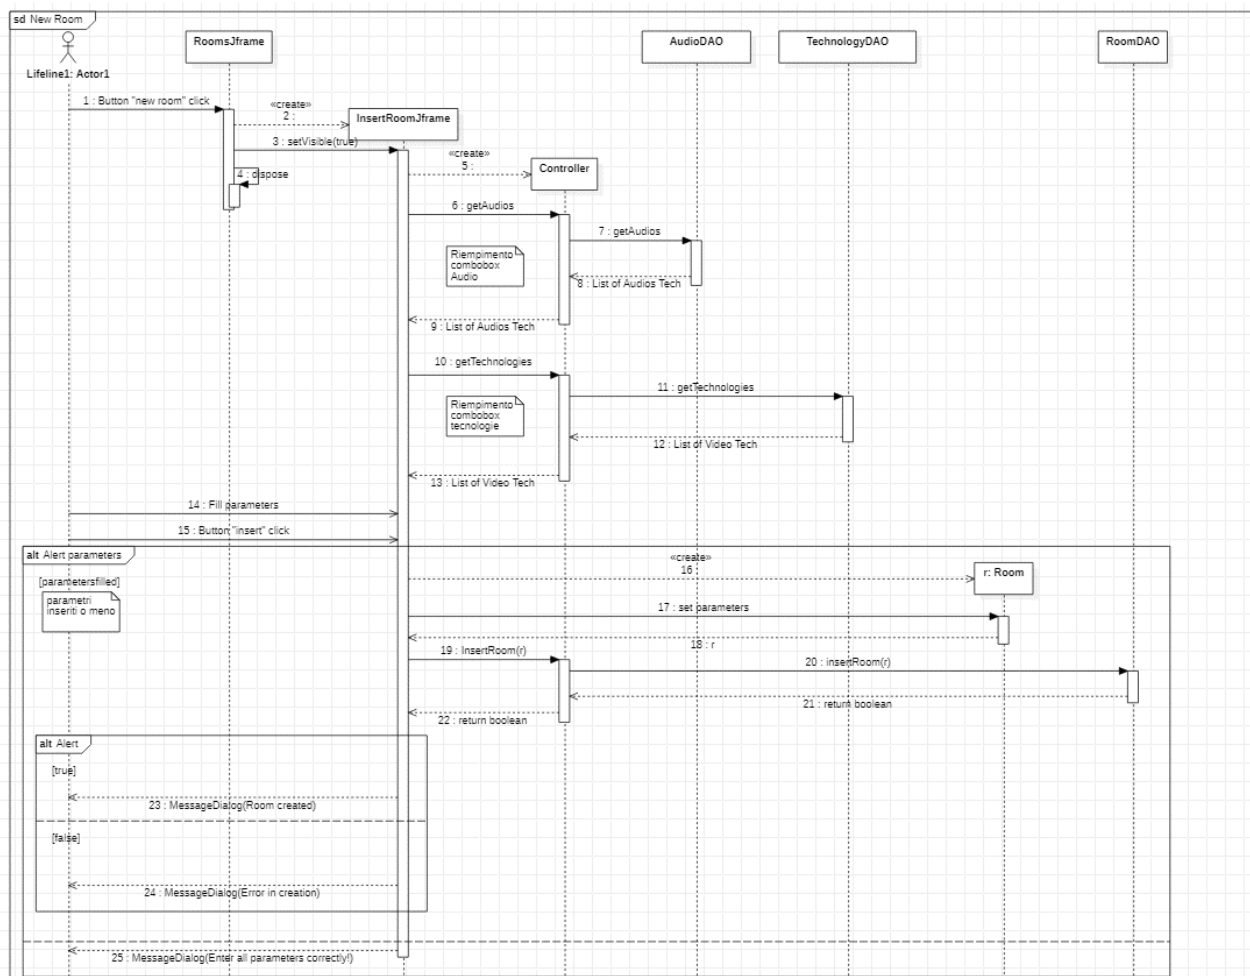 sd New Room
RoomsJframe
AudioDAO
TechnologyDAO
RoomDAO
Lifeline1: Actor1
1 : Button "new room" click
«create»
2 :
InsertRoomJframe
3 : setVisible(true)
4 : dispose
«create»
5 :
Controller
6 : getAudios
7 : getAudios
Riempimento
combobox
Audio
8 : List of Audios Tech
9 : List of Audios Tech
10 : getTechnologies
11 : getTechnologies
Riempimento
combobox
tecnologie
12 : List of Video Tech
13 : List of Video Tech
14 : Fill parameters
15 : Button "insert" click
alt Alert parameters
[parametersfilled]
parametri
inseriti o meno
«create»
16 :
r: Room
17 : set parameters
18 : r
19 : InsertRoom(r)
20 : insertRoom(r)
21 : return boolean
22 : return boolean
alt Alert
[true]
23 : MessageDialog(Room created)
[false]
24 : MessageDialog(Error in creation)
25 : MessageDialog(Enter all parameters correctly!)